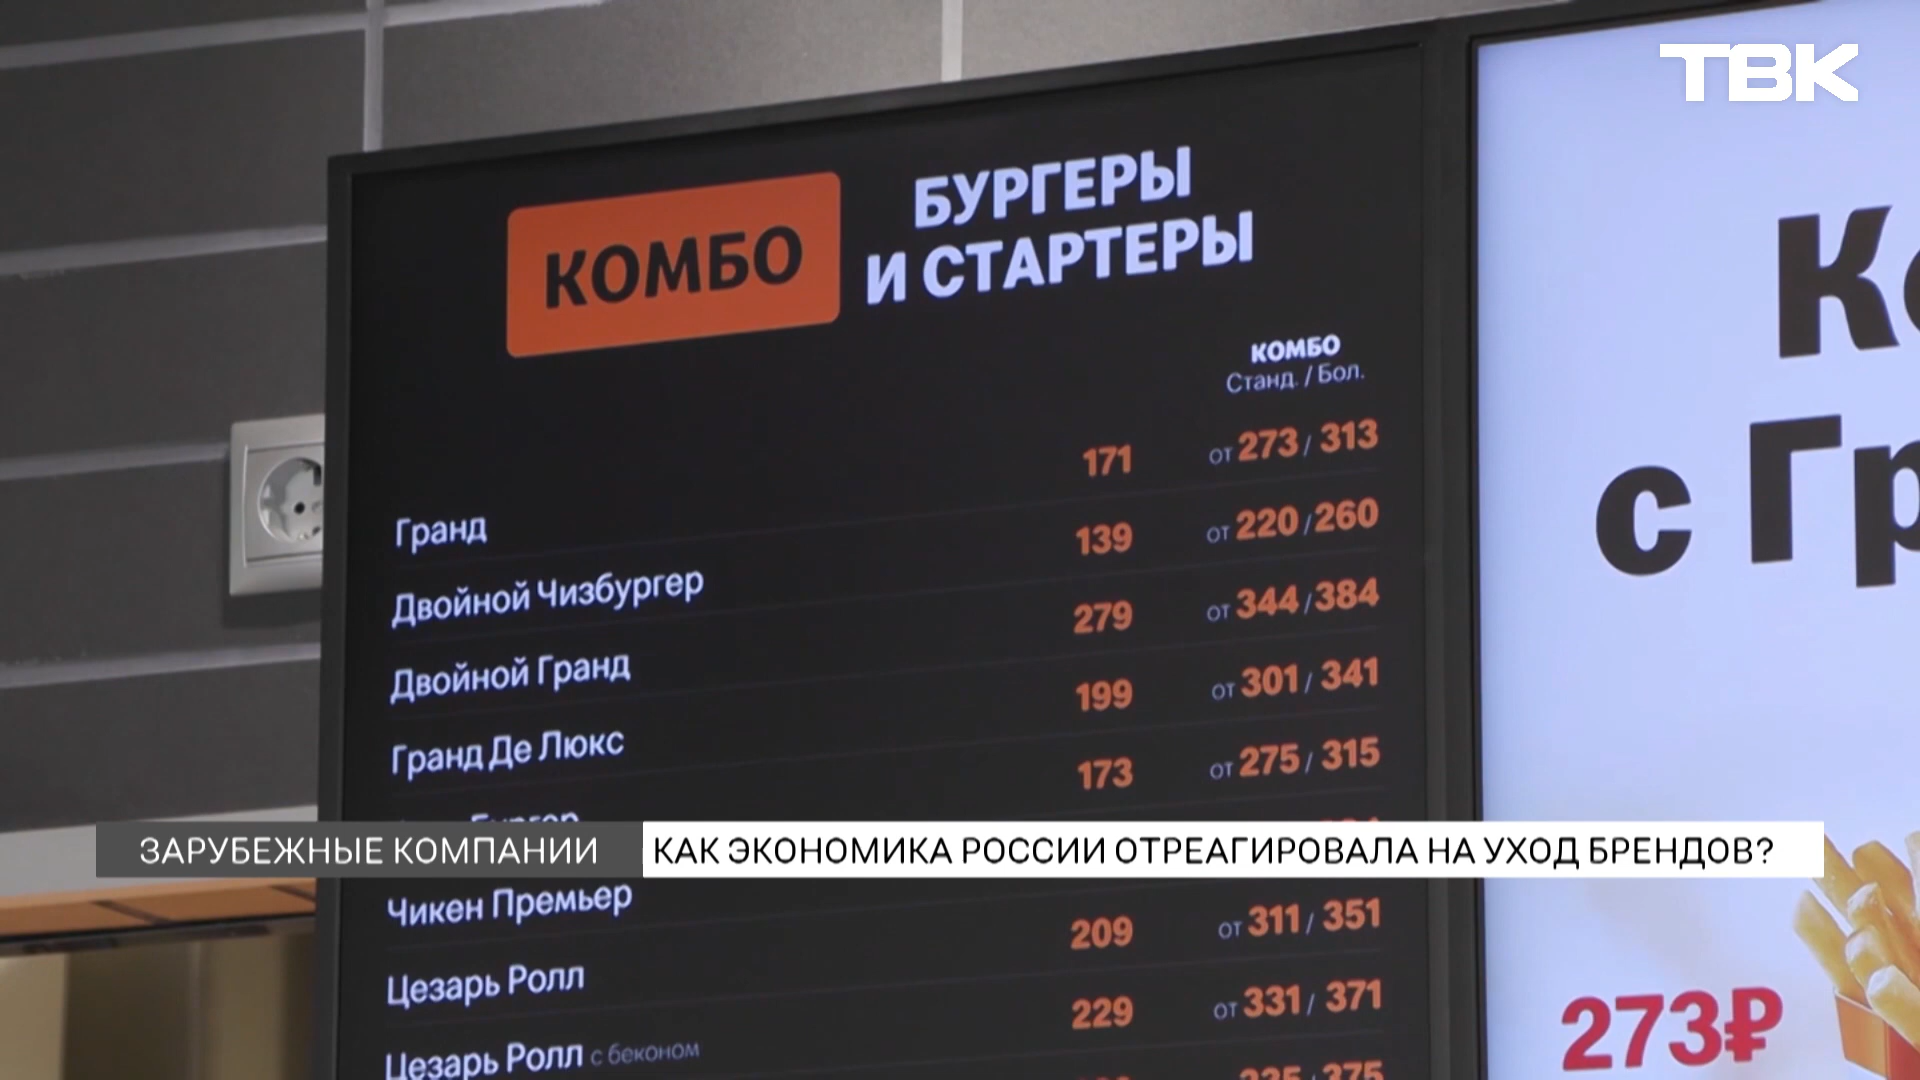 ТВК
КОМБО
БУРГЕРЫ
И СТАРТЕРЫ
КОМБО
Станд. / Бол.
Гранд 171 от 273 / 313
Двойной Чизбургер 139 от 220 / 260
Двойной Гранд 279 от 344 / 384
Гранд Де Люкс 199 от 301 / 341
Бургер 173 от 275 / 315
Чикен Премьер
Цезарь Ролл 209 от 311 / 351
Цезарь Ролл с беконом 229 от 331 / 371
с Гр
273₽
ЗАРУБЕЖНЫЕ КОМПАНИИ
КАК ЭКОНОМИКА РОССИИ ОТРЕАГИРОВАЛА НА УХОД БРЕНДОВ?